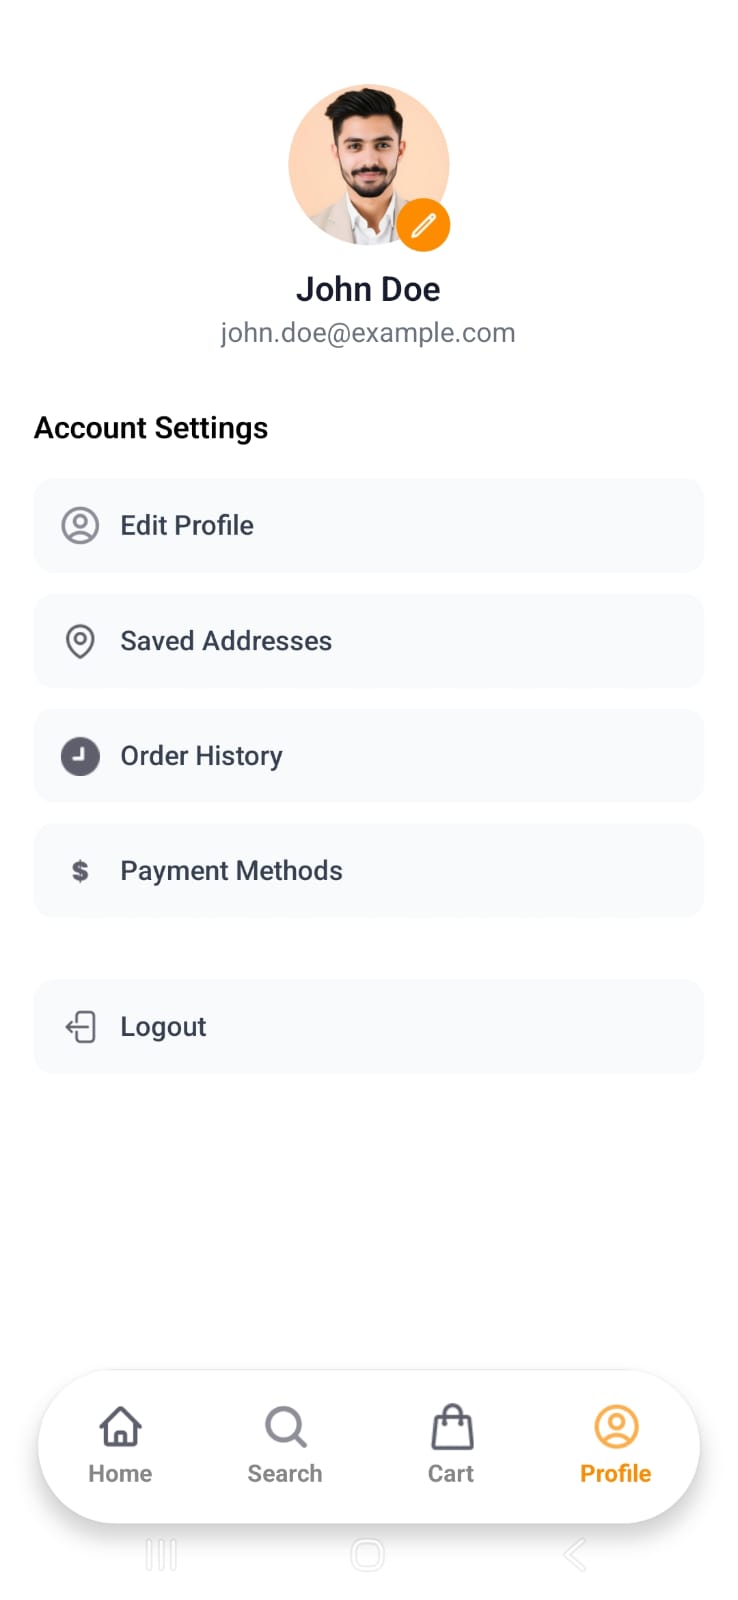 John Doe
john.doe@example.com
Account Settings
Edit Profile
Saved Addresses
Order History
$ Payment Methods
Logout
Home Search Cart Profile